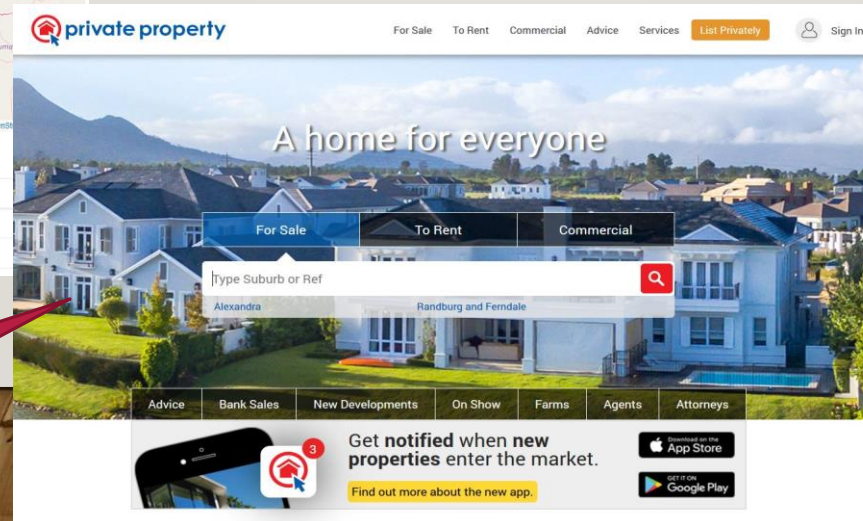 private property
For Sale To Rent Commercial Advice Services List Privately Sign In
A home for everyone
For Sale To Rent Commercial
Type Suburb or Ref
Alexandra Randburg and Ferndale
Advice Bank Sales New Developments On Show Farms Agents Attorneys
3
Get notified when new
properties enter the market.
Find out more about the new app.
Download on the
App Store
GET IT ON
Google Play